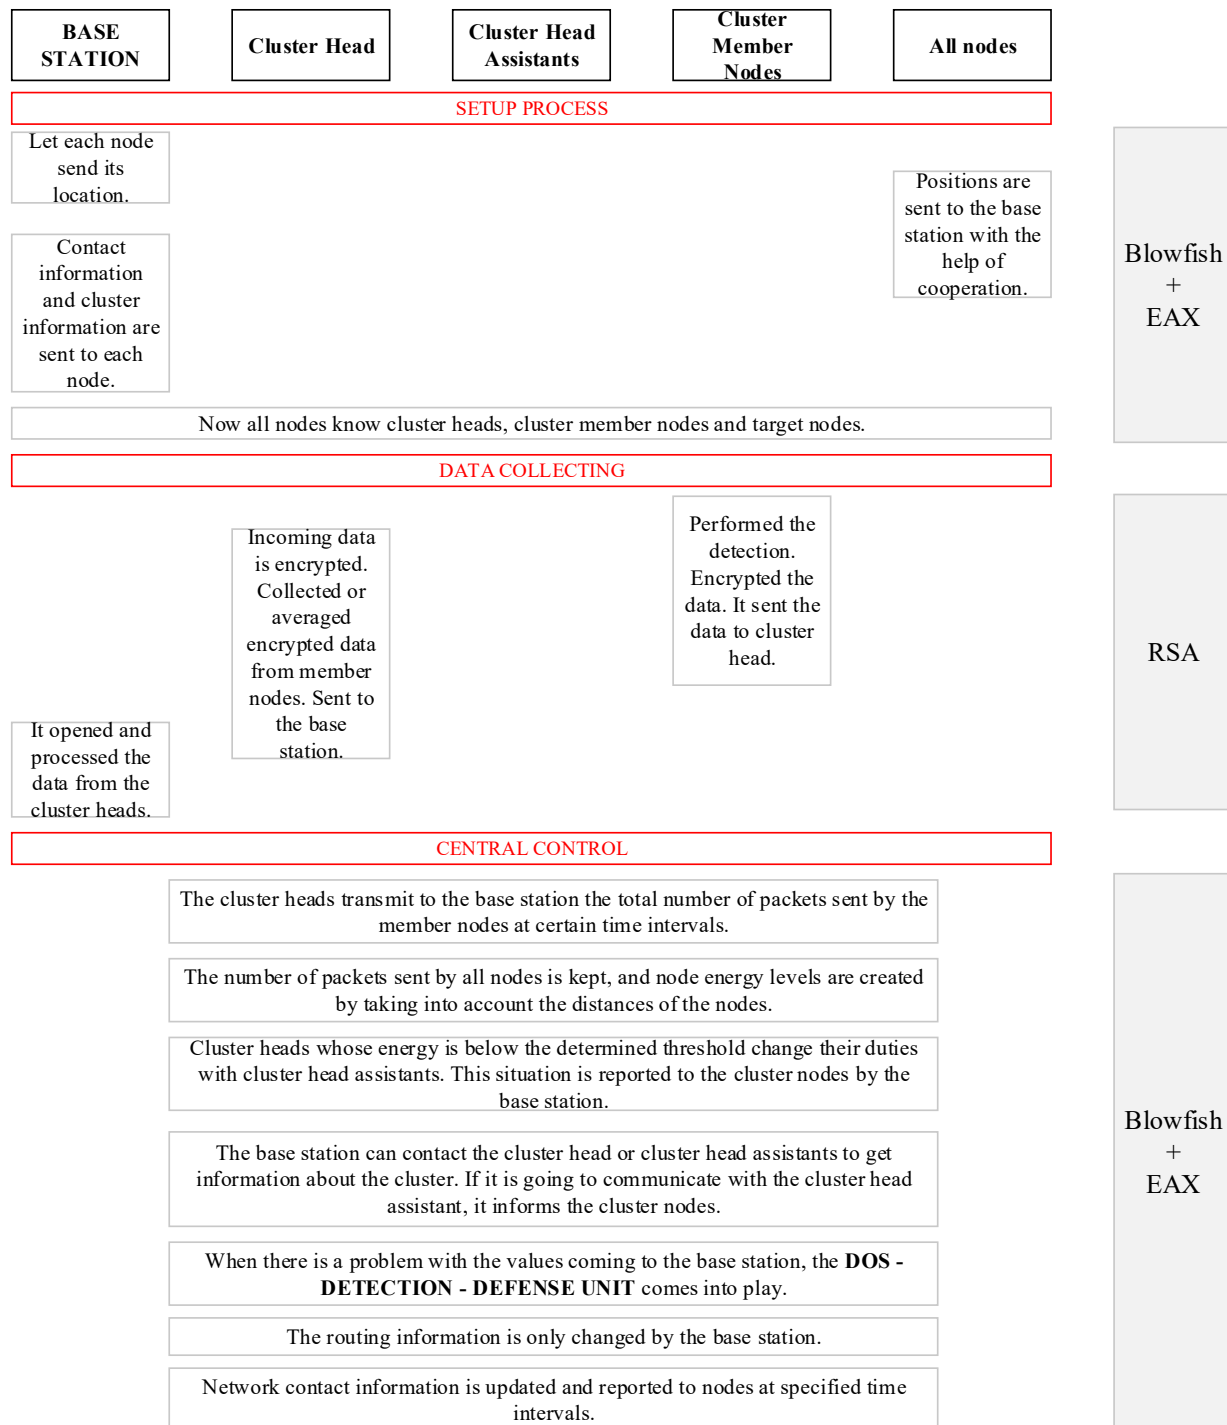 BASE
STATION
Cluster Head
Cluster Head
Assistants
Cluster
Member
Nodes
All nodes
SETUP PROCESS
Let each node
send its
location.
Positions are
sent to the base
station with the
help of
cooperation.
Contact
information
and cluster
information are
sent to each
node.
Blowfish
+
EAX
Now all nodes know cluster heads, cluster member nodes and target nodes.
DATA COLLECTING
Performed the
detection.
Encrypted the
data. It sent the
data to cluster
head.
Incoming data
is encrypted.
Collected or
averaged
encrypted data
from member
nodes. Sent to
the base
station.
It opened and
processed the
data from the
cluster heads.
RSA
CENTRAL CONTROL
The cluster heads transmit to the base station the total number of packets sent by the
member nodes at certain time intervals.
The number of packets sent by all nodes is kept, and node energy levels are created
by taking into account the distances of the nodes.
Cluster heads whose energy is below the determined threshold change their duties
with cluster head assistants. This situation is reported to the cluster nodes by the
base station.
The base station can contact the cluster head or cluster head assistants to get
information about the cluster. If it is going to communicate with the cluster head
assistant, it informs the cluster nodes.
When there is a problem with the values coming to the base station, the DOS -
DETECTION - DEFENSE UNIT comes into play.
The routing information is only changed by the base station.
Network contact information is updated and reported to nodes at specified time
intervals.
Blowfish
+
EAX